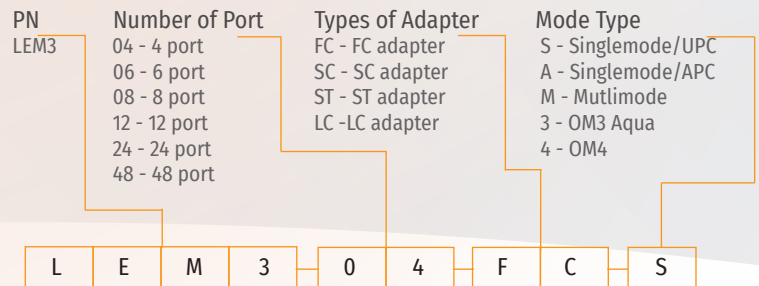 PN
LEM3
Number of Port
04 - 4 port
06 - 6 port
08 - 8 port
12 - 12 port
24 - 24 port
48 - 48 port
Types of Adapter
FC - FC adapter
SC - SC adapter
ST - ST adapter
LC -LC adapter
Mode Type
S - Singlemode/UPC
A - Singlemode/APC
M - Mutlimode
3 - OM3 Aqua
4 - OM4
L E M 3 0 4 F C S